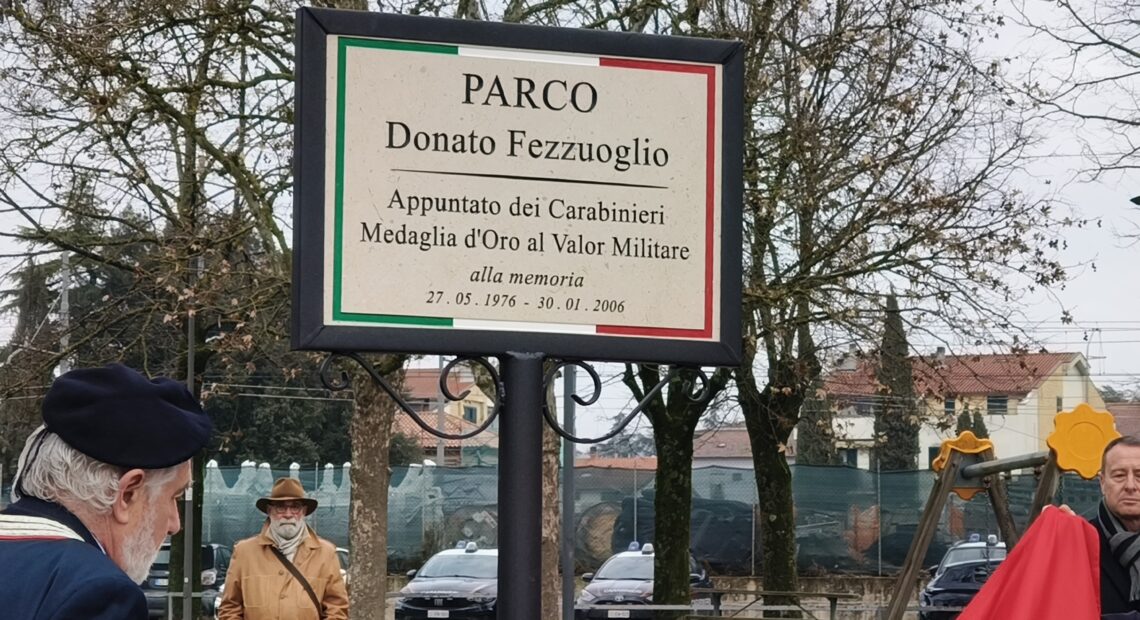 PARCO
Donato Fezzuoglio
Appuntato dei Carabinieri
Medaglia d'Oro al Valor Militare
alla memoria
27.05.1976 - 30.01.2006